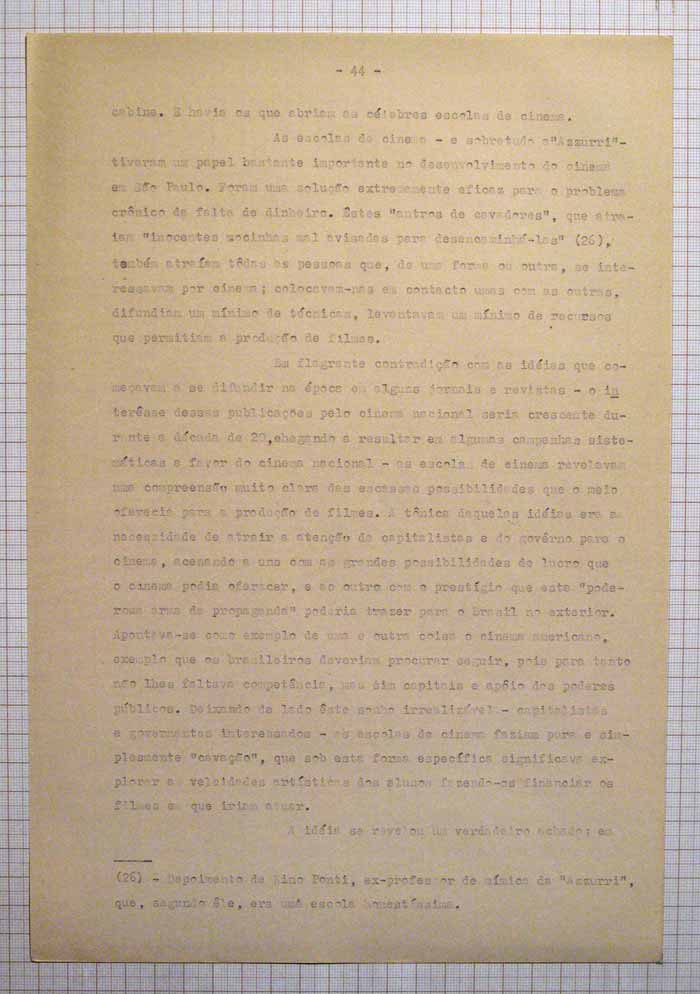 - 44 -
cabine. E havia os que abriam as célebres escolas de cinema.
As escolas de cinema - e sobretudo a "Azzurri" -
tiveram um papel bastante importante no desenvolvimento do cinema
em São Paulo. Foram uma solução extremamente eficaz para o problema
crônico da falta de dinheiro. Êstes "antros de cavadores", que atra-
iam "inocentes mocinhas mal avisadas para desencaminhá-las" (26),
também atraíam tôdas as pessoas que, de uma forma ou outra, se inte-
ressavam por cinema; colocavam-nas em contacto umas com as outras,
difundiam um mínimo de técnicas, levantavam um mínimo de recursos
que permitiam a produção de filmes.
Em flagrante contradição com as idéias que co-
meçavam a se difundir na época em alguns jornais e revistas - o in
terêsse dessas publicações pelo cinema nacional seria crescente du-
rante a década de 20, chegando a resultar em algumas campanhas siste-
máticas a favor do cinema nacional - as escolas de cinema revelavam
uma compreensão muito clara das escassas possibilidades que o meio
oferecia para a produção de filmes. A tônica daquelas idéias era a
necessidade de atrair a atenção de capitalistas e do govêrno para o
cinema, acenando a uns com as grandes possibilidades de lucro que
o cinema podia oferecer, e ao outro com o prestígio que esta "pode-
rosa arma de propaganda" poderia trazer para o Brasil no exterior.
Apontava-se como exemplo de uma e outra coisa o cinema americano,
exemplo que os brasileiros deveriam procurar seguir, pois para tanto
não lhes faltava competência, mas sim capitais e apôio dos poderes
públicos. Deixando de lado êste sonho irrealizável - capitalistas
e governantes interessados - as escolas de cinema faziam pura e sim-
plesmente "cavação", que sob esta forma específica significava ex-
plorar as veleidades artísticas dos alunos fazendo-os financiar os
filmes em que iriam atuar.
A idéia se revelou um verdadeiro achado: em
(26) - Depoimento de Nino Ponti, ex-professor de mímica da "Azzurri",
que, segundo êle, era uma escola honestíssima.